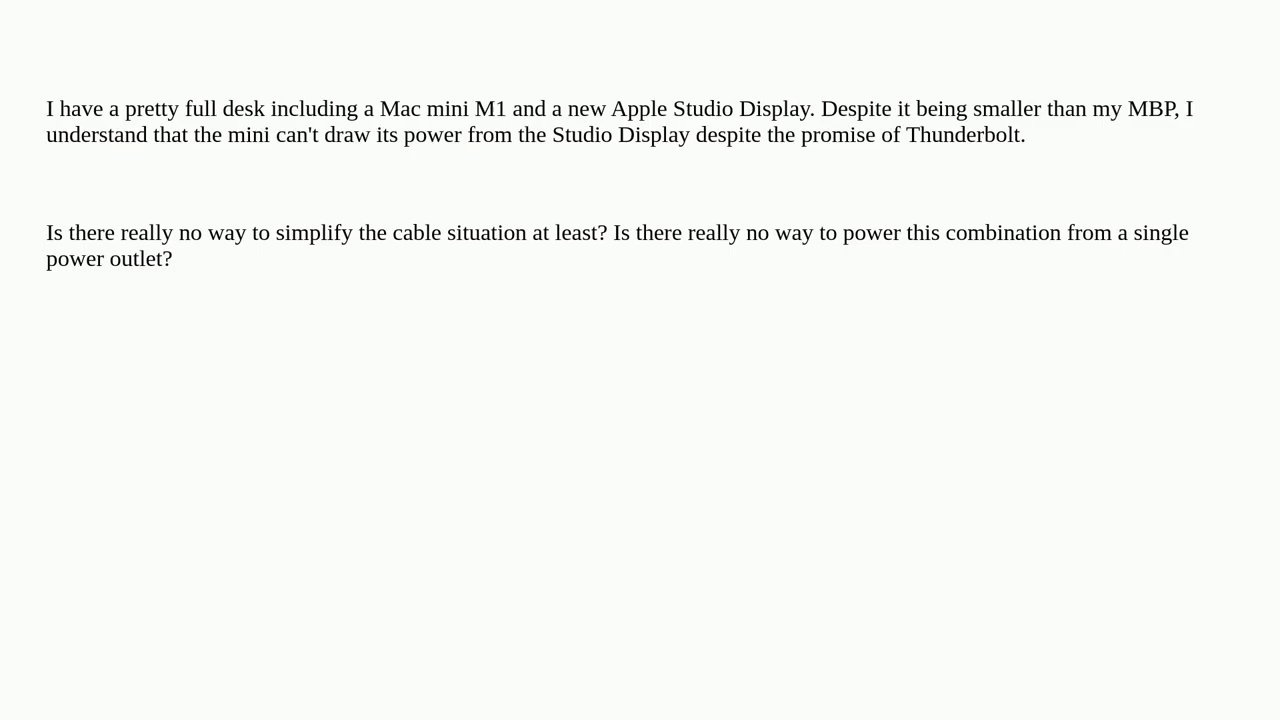 I have a pretty full desk including a Mac mini M1 and a new Apple Studio Display. Despite it being smaller than my MBP, I
understand that the mini can't draw its power from the Studio Display despite the promise of Thunderbolt.
Is there really no way to simplify the cable situation at least? Is there really no way to power this combination from a single
power outlet?